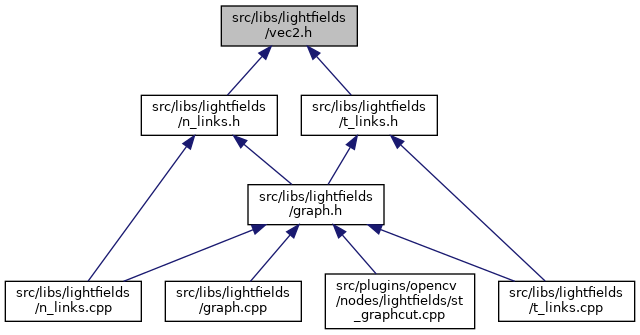 src/libs/lightfields
/vec2.h
src/libs/lightfields
/n_links.h
src/libs/lightfields
/t_links.h
src/libs/lightfields
/graph.h
src/libs/lightfields
/n_links.cpp
src/libs/lightfields
/graph.cpp
src/plugins/opencv
/nodes/lightfields/st
_graphcut.cpp
src/libs/lightfields
/t_links.cpp